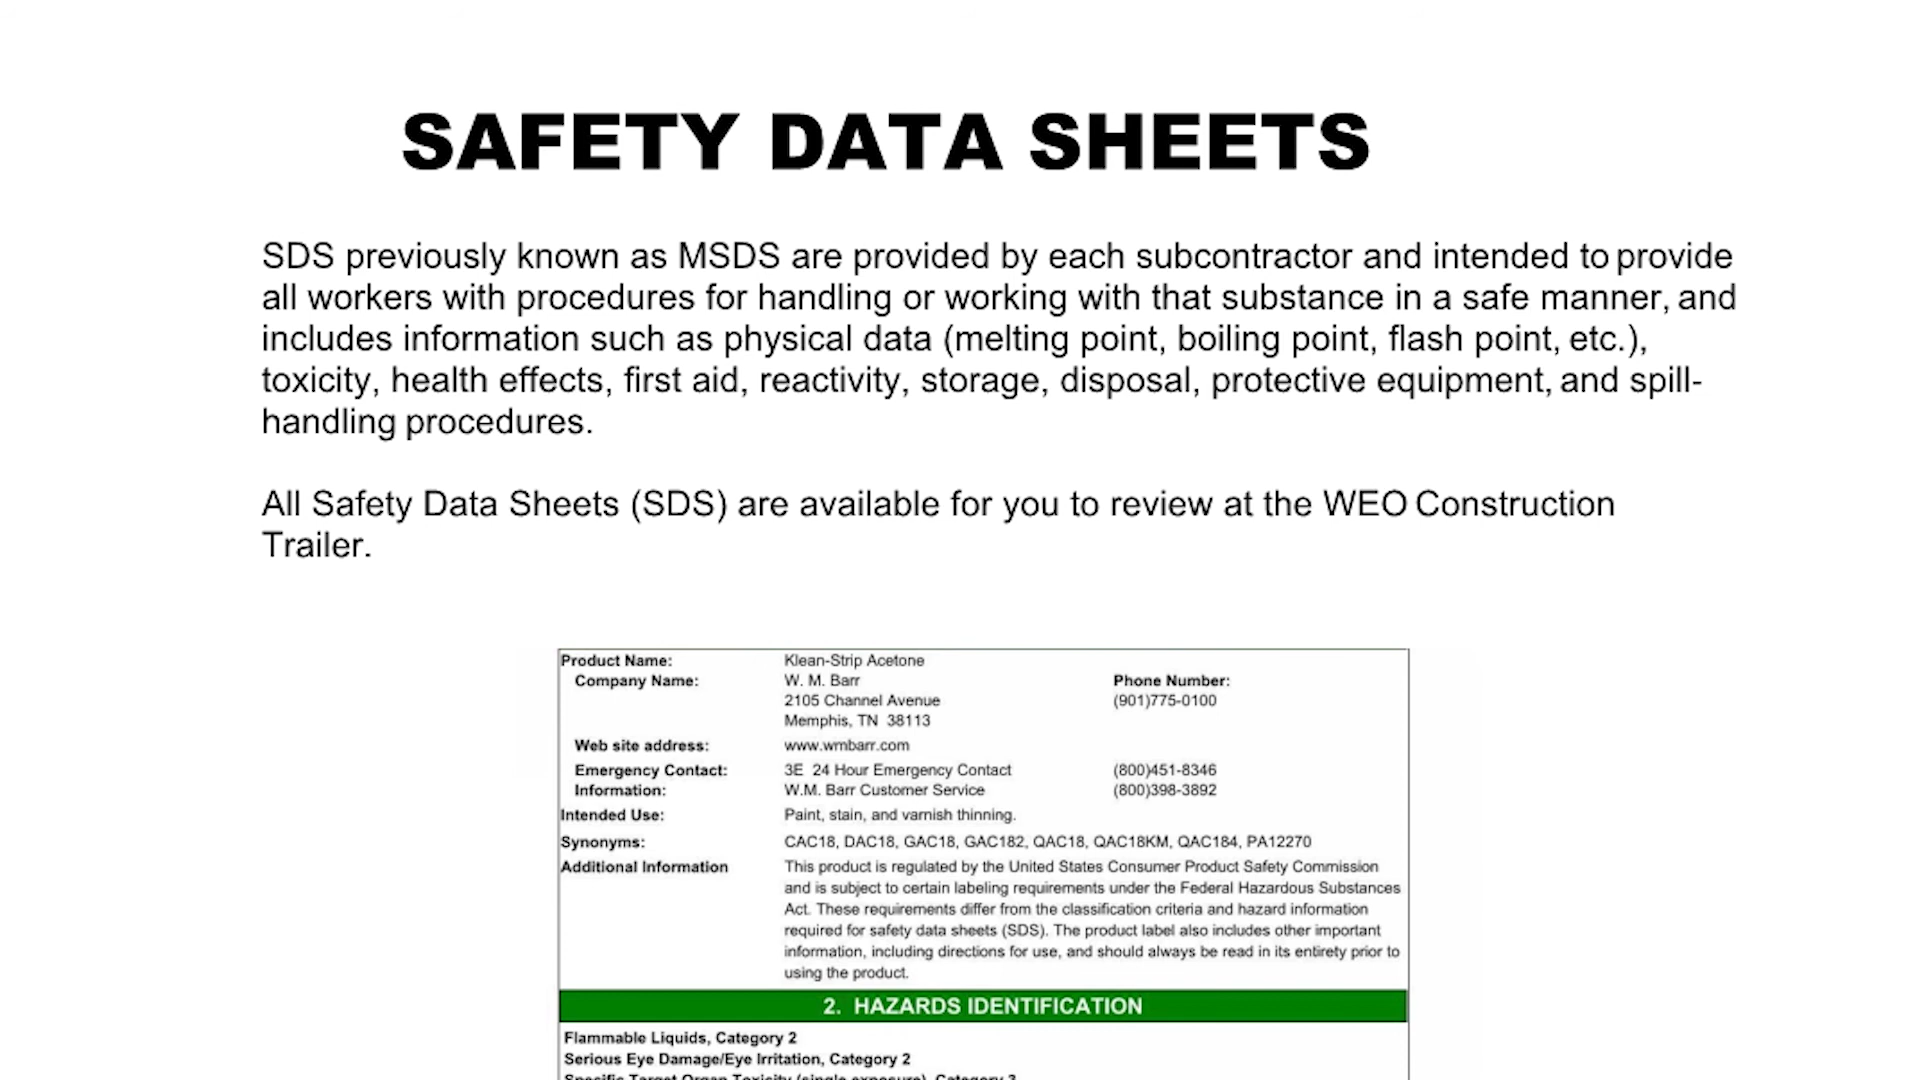 SAFETY DATA SHEETS
SDS previously known as MSDS are provided by each subcontractor and intended to provide
all workers with procedures for handling or working with that substance in a safe manner, and
includes information such as physical data (melting point, boiling point, flash point, etc.),
toxicity, health effects, first aid, reactivity, storage, disposal, protective equipment, and spill-
handling procedures.
All Safety Data Sheets (SDS) are available for you to review at the WEO Construction
Trailer.
Product Name: Klean-Strip Acetone
Company Name: W. M. Barr Phone Number:
2105 Channel Avenue (901)775-0100
Memphis, TN 38113
Web site address: www.wmbarr.com
Emergency Contact: 3E 24 Hour Emergency Contact (800)451-8346
Information: W.M. Barr Customer Service (800)398-3892
Intended Use: Paint, stain, and varnish thinning.
Synonyms: CAC18, DAC18, GAC18, GAC182, QAC18, QAC18KM, QAC184, PA12270
Additional Information This product is regulated by the United States Consumer Product Safety Commission
and is subject to certain labeling requirements under the Federal Hazardous Substances
Act. These requirements differ from the classification criteria and hazard information
required for safety data sheets (SDS). The product label also includes other important
information, including directions for use, and should always be read in its entirety prior to
using the product.
2. HAZARDS IDENTIFICATION
Flammable Liquids, Category 2
Serious Eye Damage/Eye Irritation, Category 2
Specific Target Organ Toxicity (single exposure), Category 3